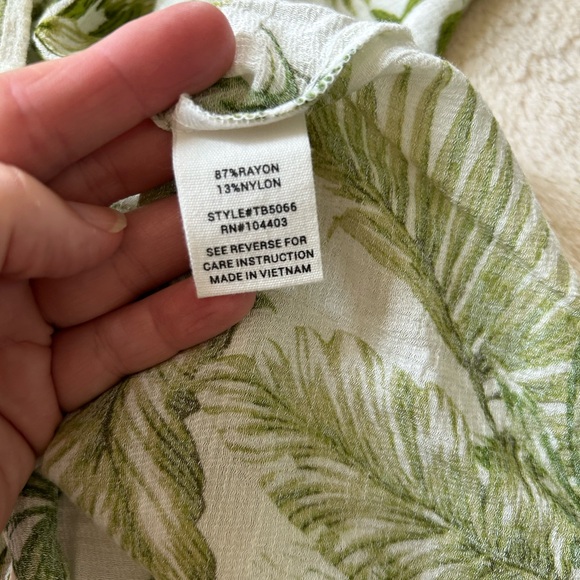 87%RAYON
13%NYLON
STYLE#TB5066
RN#104403
SEE REVERSE FOR
CARE INSTRUCTION
MADE IN VIETNAM